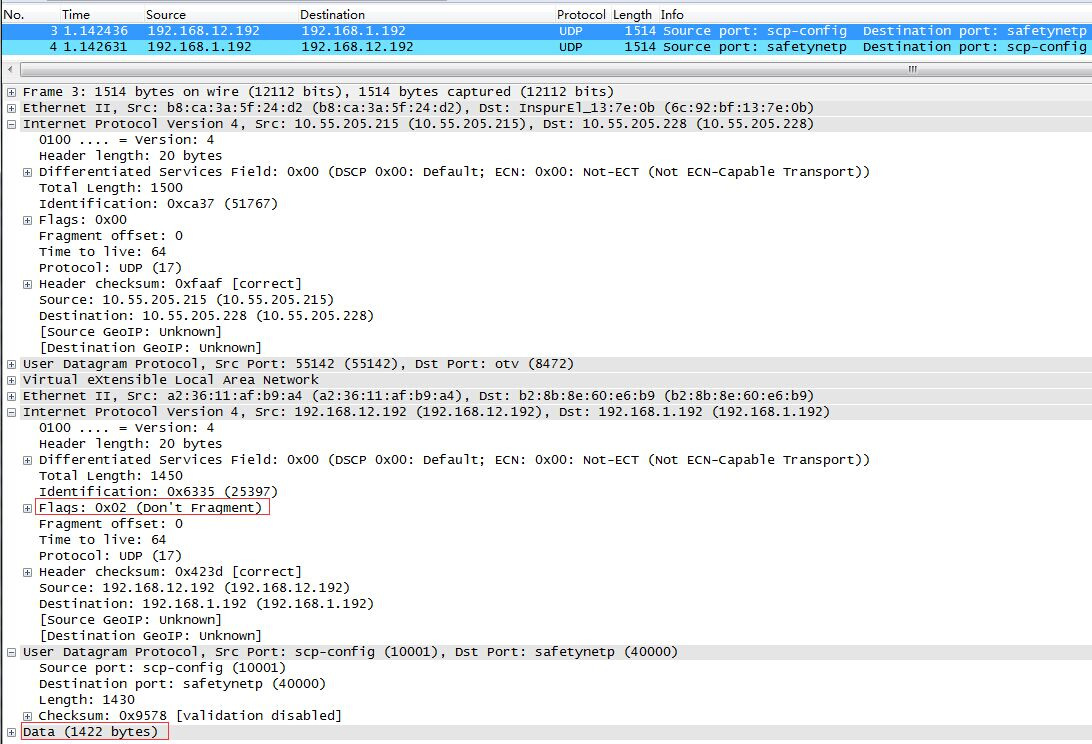 No. Time Source Destination Protocol Length Info
3 1.142436 192.168.12.192 192.168.1.192 UDP 1514 Source port: scp-config Destination port: safetynetp
4 1.142631 192.168.1.192 192.168.12.192 UDP 1514 Source port: safetynetp Destination port: scp-config
Frame 3: 1514 bytes on wire (12112 bits), 1514 bytes captured (12112 bits)
Ethernet II, Src: b8:ca:3a:5f:24:d2 (b8:ca:3a:5f:24:d2), Dst: InspurEl_13:7e:0b (6c:92:bf:13:7e:0b)
Internet Protocol Version 4, Src: 10.55.205.215 (10.55.205.215), Dst: 10.55.205.228 (10.55.205.228)
0100 .... = Version: 4
Header length: 20 bytes
Differentiated Services Field: 0x00 (DSCP 0x00: Default; ECN: 0x00: Not-ECT (Not ECN-Capable Transport))
Total Length: 1500
Identification: 0xca37 (51767)
Flags: 0x00
Fragment offset: 0
Time to live: 64
Protocol: UDP (17)
Header checksum: 0xfaaf [correct]
Source: 10.55.205.215 (10.55.205.215)
Destination: 10.55.205.228 (10.55.205.228)
[Source GeoIP: Unknown]
[Destination GeoIP: Unknown]
User Datagram Protocol, Src Port: 55142 (55142), Dst Port: otv (8472)
Virtual eXtensible Local Area Network
Ethernet II, Src: a2:36:11:af:b9:a4 (a2:36:11:af:b9:a4), Dst: b2:8b:8e:60:e6:b9 (b2:8b:8e:60:e6:b9)
Internet Protocol Version 4, Src: 192.168.12.192 (192.168.12.192), Dst: 192.168.1.192 (192.168.1.192)
0100 .... = Version: 4
Header length: 20 bytes
Differentiated Services Field: 0x00 (DSCP 0x00: Default; ECN: 0x00: Not-ECT (Not ECN-Capable Transport))
Total Length: 1450
Identification: 0x6335 (25397)
Flags: 0x02 (Don't Fragment)
Fragment offset: 0
Time to live: 64
Protocol: UDP (17)
Header checksum: 0x423d [correct]
Source: 192.168.12.192 (192.168.12.192)
Destination: 192.168.1.192 (192.168.1.192)
[Source GeoIP: Unknown]
[Destination GeoIP: Unknown]
User Datagram Protocol, Src Port: scp-config (10001), Dst Port: safetynetp (40000)
Source port: scp-config (10001)
Destination port: safetynetp (40000)
Length: 1430
Checksum: 0x9578 [validation disabled]
Data (1422 bytes)